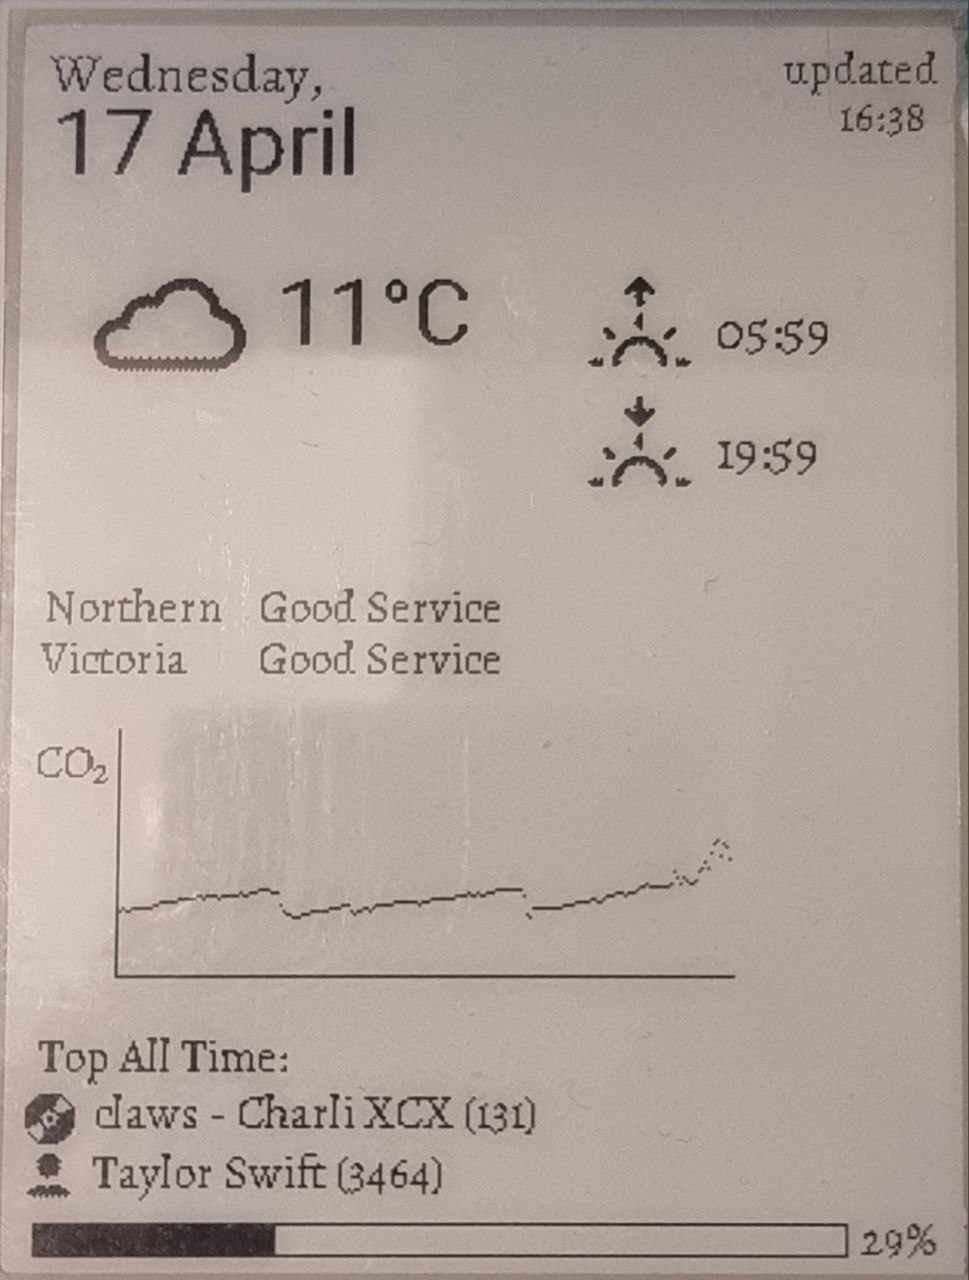 Wednesday,
17 April
updated
16:38
11°C
05:59
19:59
Northern Good Service
Victoria Good Service
CO₂
Top All Time:
claws - Charli XCX (131)
Taylor Swift (3464)
29%